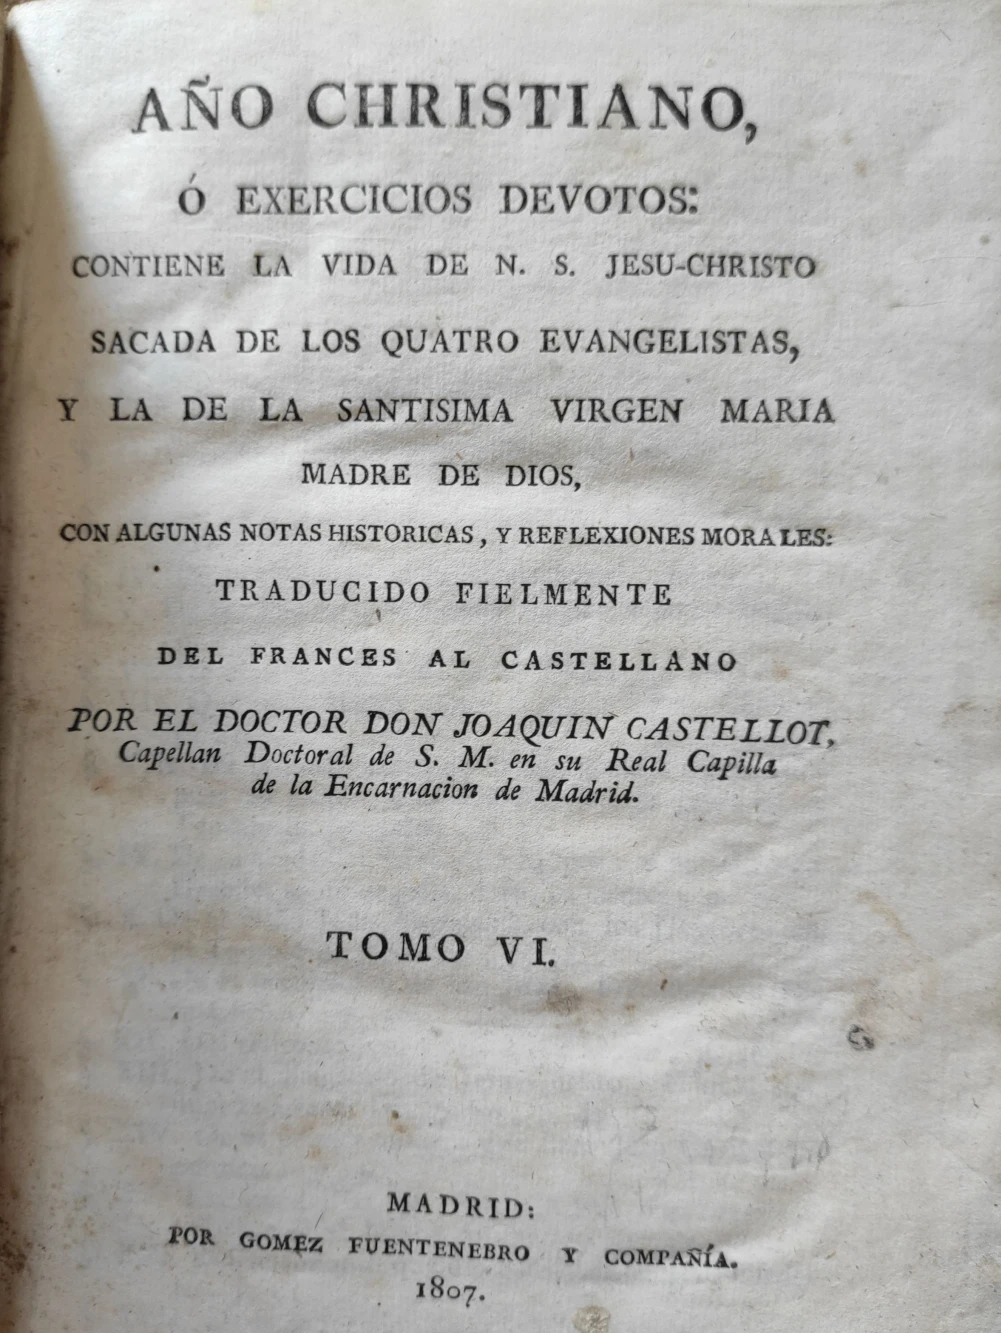 AÑO CHRISTIANO,
Ó EXERCICIOS DEVOTOS:
CONTIENE LA VIDA DE N. S. JESU-CHRISTO
SACADA DE LOS QUATRO EVANGELISTAS,
Y LA DE LA SANTISIMA VIRGEN MARIA
MADRE DE DIOS,
CON ALGUNAS NOTAS HISTORICAS, Y REFLEXIONES MORALES:
TRADUCIDO FIELMENTE
DEL FRANCES AL CASTELLANO
POR EL DOCTOR DON JOAQUIN CASTELLOT,
Capellan Doctoral de S. M. en su Real Capilla
de la Encarnacion de Madrid.
TOMO VI.
MADRID:
POR GOMEZ FUENTENEBRO Y COMPAÑÍA.
1807.